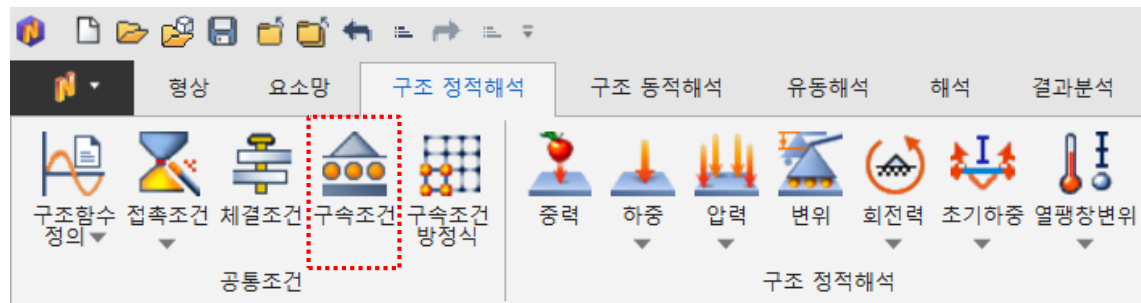 형상 요소망 구조 정적해석 구조 동적해석 유동해석 해석 결과분석
구조함수 접촉조건 체결조건 구속조건 구속조건 중력 하중 압력 변위 회전력 초기하중 열팽창변위
정의 방정식
공통조건 구조 정적해석